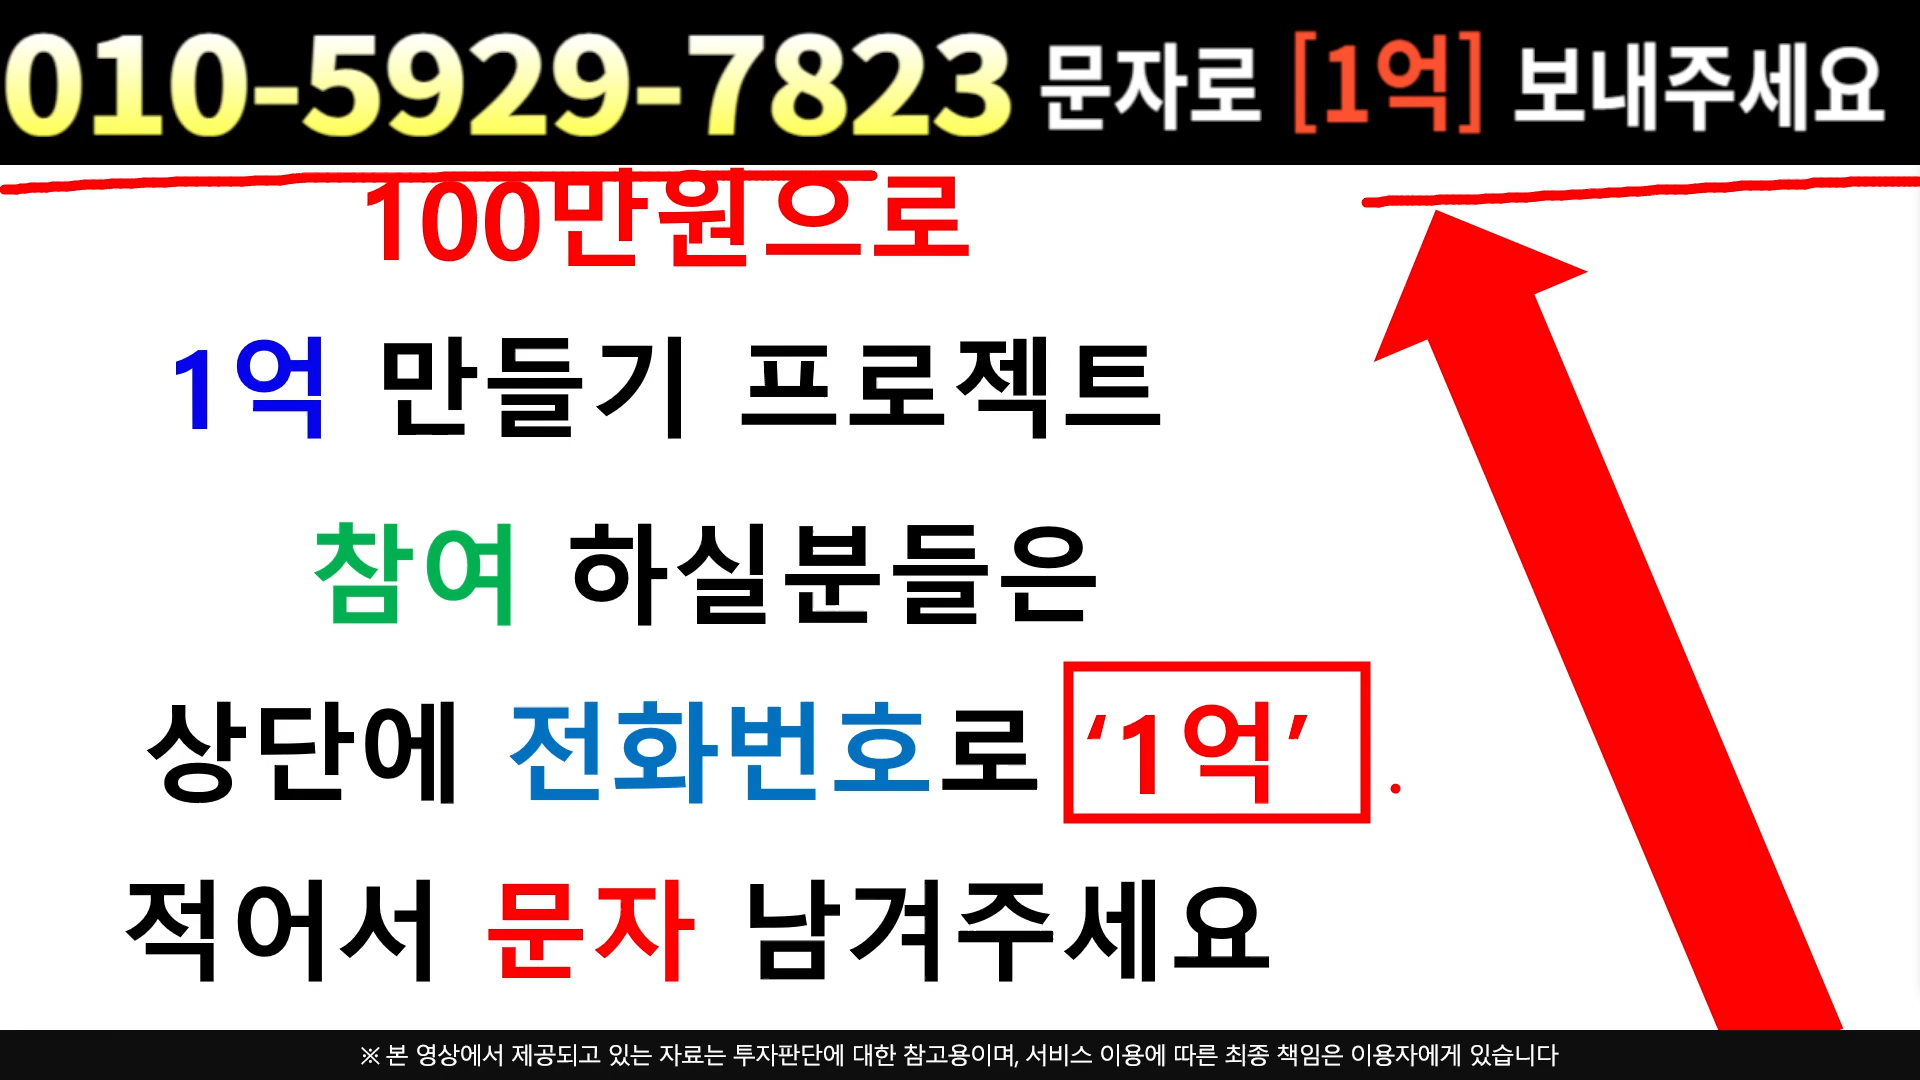 010-5929-7823 문자로 [1억] 보내주세요
100만원으로
1억 만들기 프로젝트
참여 하실분들은
상단에 전화번호로 ‘1억’ .
적어서 문자 남겨주세요
※ 본 영상에서 제공되고 있는 자료는 투자판단에 대한 참고용이며, 서비스 이용에 따른 최종 책임은 이용자에게 있습니다